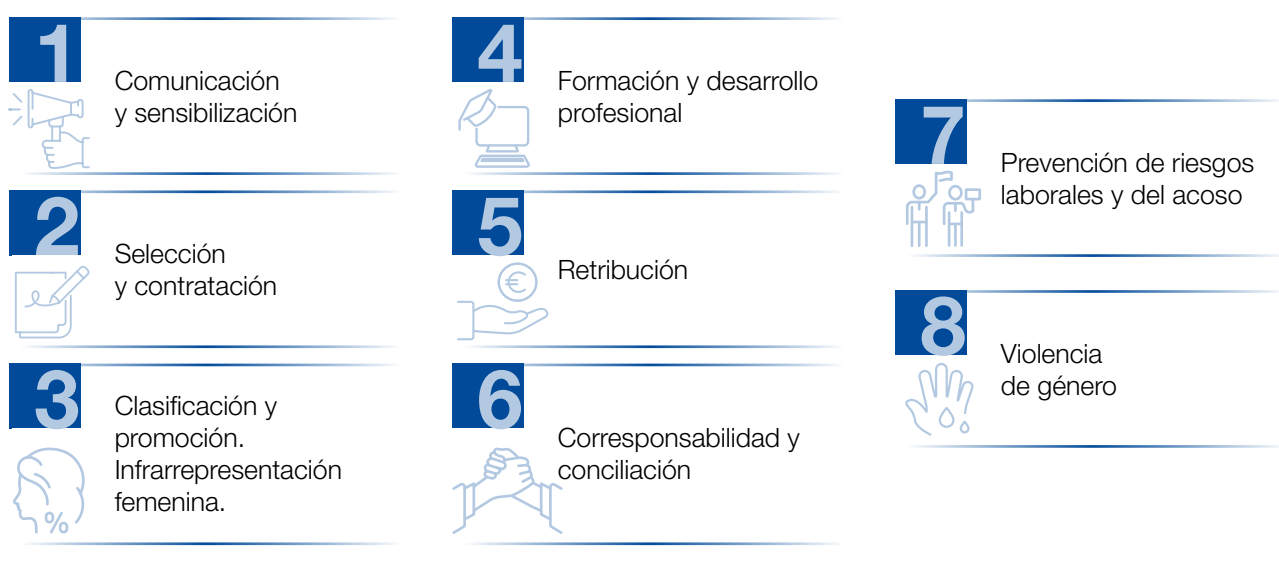 1
Comunicación
y sensibilización
2
Selección
y contratación
3
Clasificación y
promoción.
Infrarrepresentación
femenina.
%
4
Formación y desarrollo
profesional
5
€
Retribución
6
Corresponsabilidad y
conciliación
7
Prevención de riesgos
laborales y del acoso
8
Violencia
de género